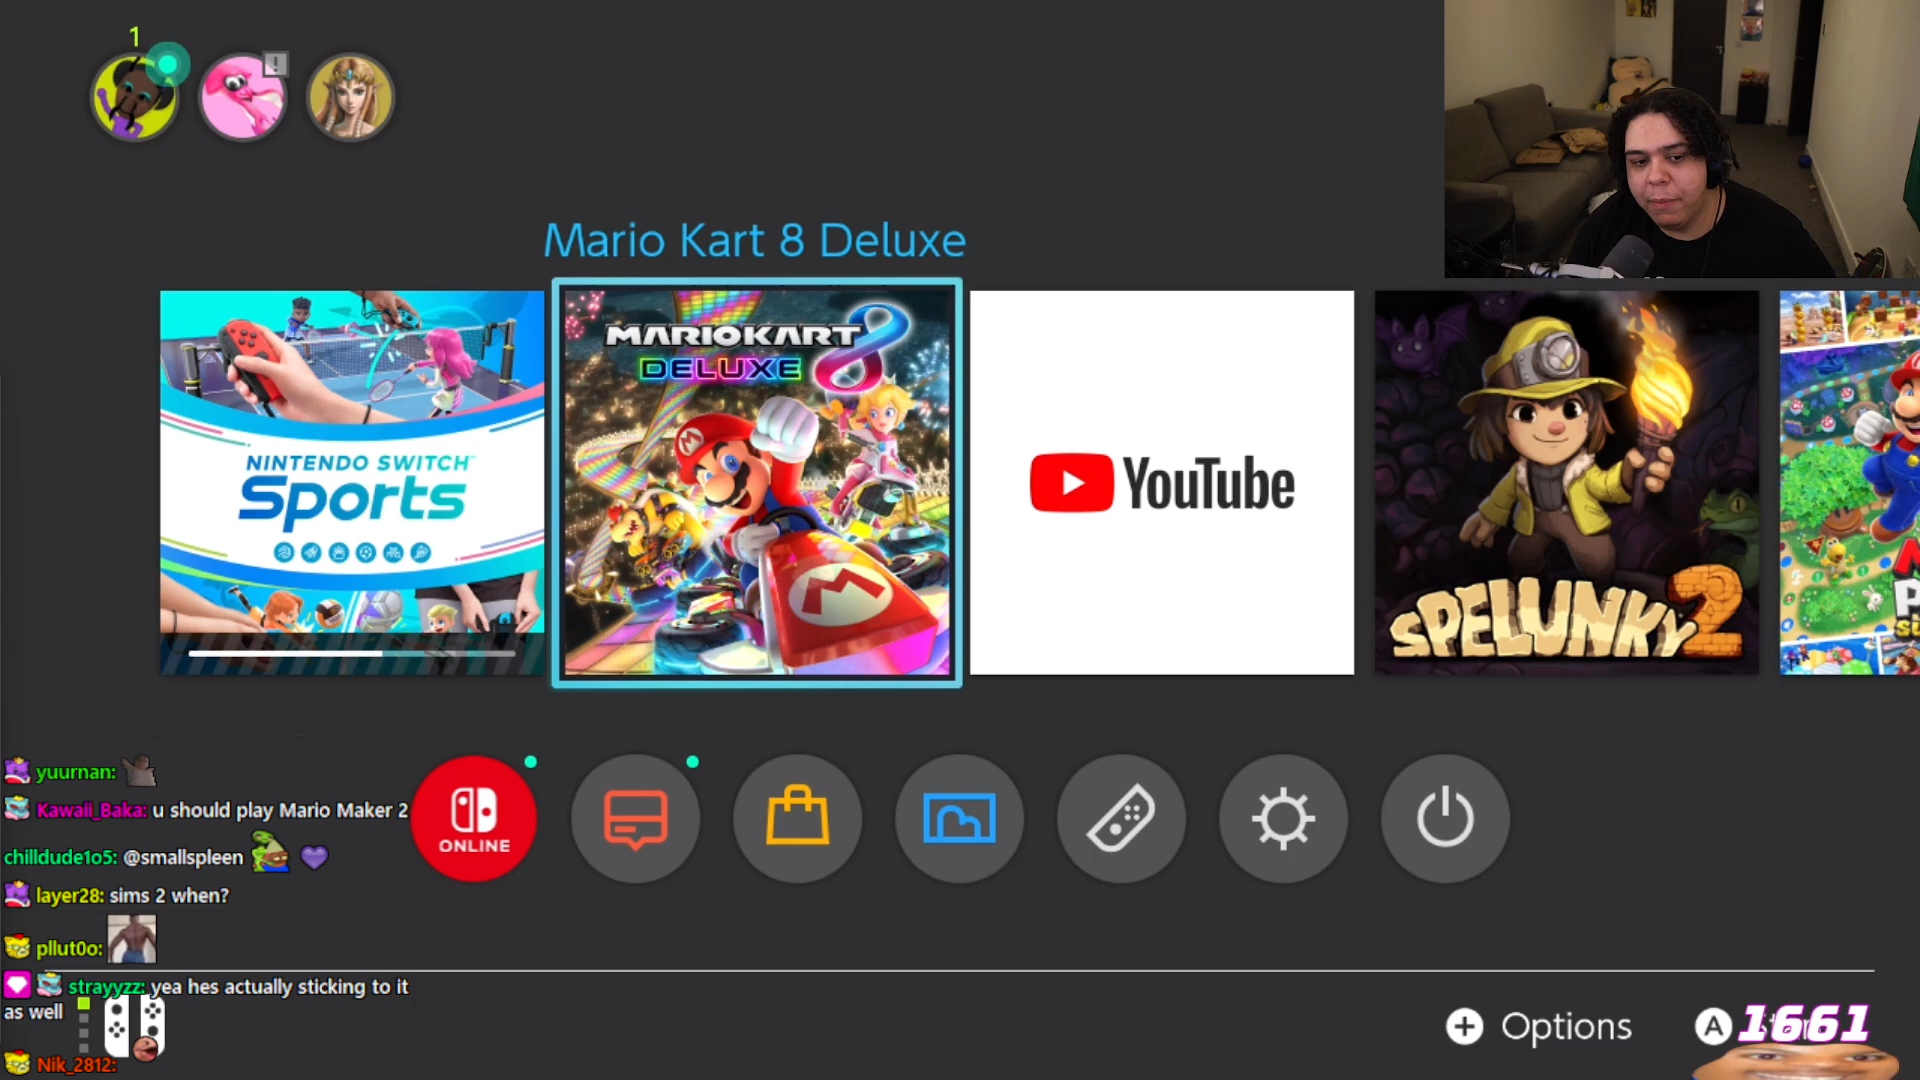 1
Mario Kart 8 Deluxe
NINTENDO SWITCH
Sports
MARIOKART 8
DELUXE
YouTube
SPELUNKY 2
ONLINE
yuurnan:
Kawaii_Baka: u should play Mario Maker 2
chilldude1o5: @smallspleen
layer28: sims 2 when?
pllut0o:
strayyzz: yea hes actually sticking to it
as well
Nik_2812:
Options
A
1661